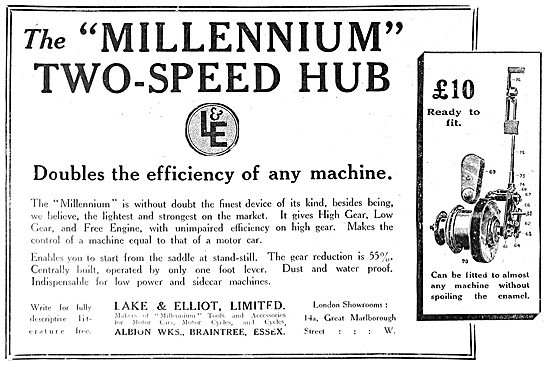 The "MILLENNIUM"
TWO-SPEED HUB
L&E
Doubles the efficiency of any machine.
The "Millennium" is without doubt the finest device of its kind, besides being,
we believe, the lightest and strongest on the market. It gives High Gear, Low
Gear, and Free Engine, with unimpaired efficiency on high gear. Makes the
control of a machine equal to that of a motor car.
Enables you to start from the saddle at stand-still. The gear reduction is 55%.
Centrally built, operated by only one foot lever. Dust and water proof.
Indispensable for low power and sidecar machines.
Write for fully
descriptive lit-
erature free.
LAKE & ELLIOT, LIMITED.
Makers of "Millennium" Tools and Accessories
for Motor Cars, Motor Cycles, and Cycles,
ALBION WKS., BRAINTREE, ESSEX.
London Showrooms :
14a, Great Marlborough
Street : : : W.
£10
Ready to
fit.
69
70
Can be fitted to almost
any machine without
spoiling the enamel.